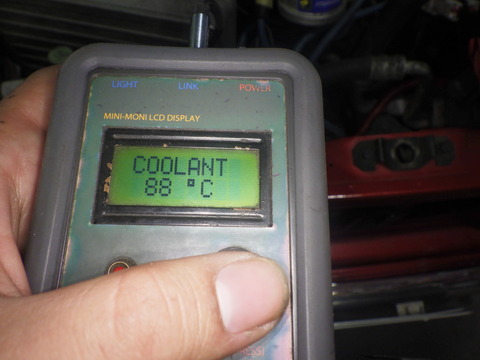 LIGHT LINK POWER
MINI-MONI LCD DISPLAY
COOLANT
88 °C